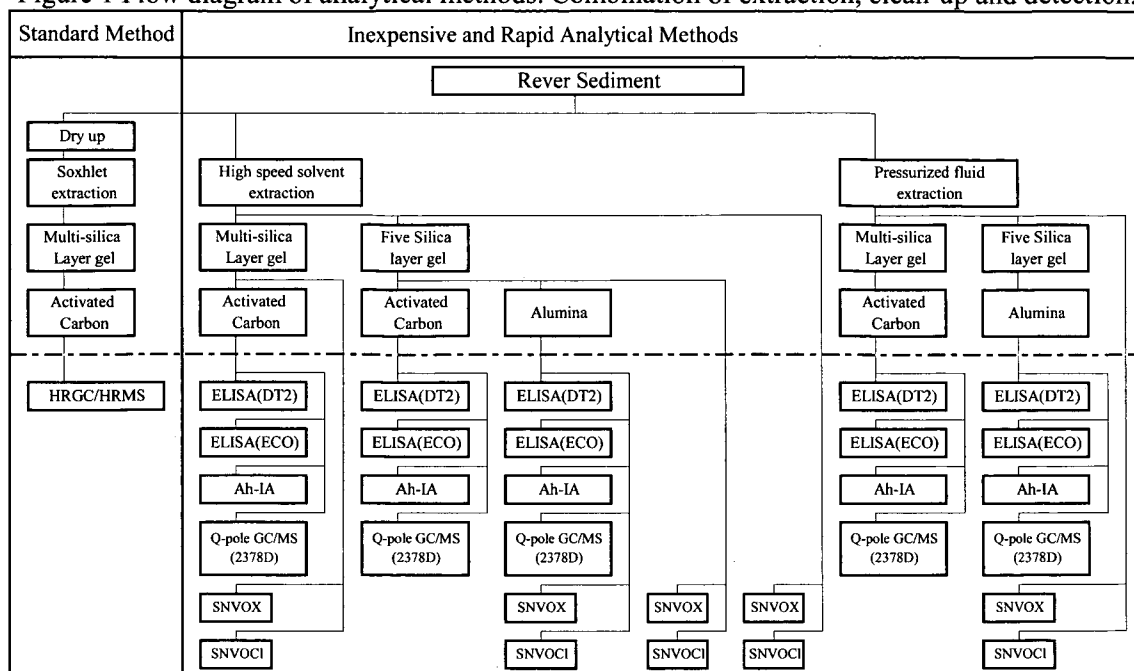 Figure 1 Flow diagram of analytical methods. Combination of extraction, clean-up and detection.
Standard Method
Inexpensive and Rapid Analytical Methods
Rever Sediment
Dry up
Soxhlet
extraction
High speed solvent
extraction
Pressurized fluid
extraction
Multi-silica
Layer gel
Multi-silica
Layer gel
Five Silica
layer gel
Multi-silica
Layer gel
Five Silica
layer gel
Activated
Carbon
Activated
Carbon
Activated
Carbon
Alumina
Activated
Carbon
Alumina
HRGC/HRMS
ELISA(DT2)
ELISA(DT2)
ELISA(DT2)
ELISA(DT2)
ELISA(DT2)
ELISA(ECO)
ELISA(ECO)
ELISA(ECO)
ELISA(ECO)
ELISA(ECO)
Ah-IA
Ah-IA
Ah-IA
Ah-IA
Ah-IA
Q-pole GC/MS
(2378D)
Q-pole GC/MS
(2378D)
Q-pole GC/MS
(2378D)
Q-pole GC/MS
(2378D)
Q-pole GC/MS
(2378D)
SNVOX
SNVOX
SNVOX
SNVOX
SNVOX
SNVOCl
SNVOCl
SNVOCl
SNVOCl
SNVOCl